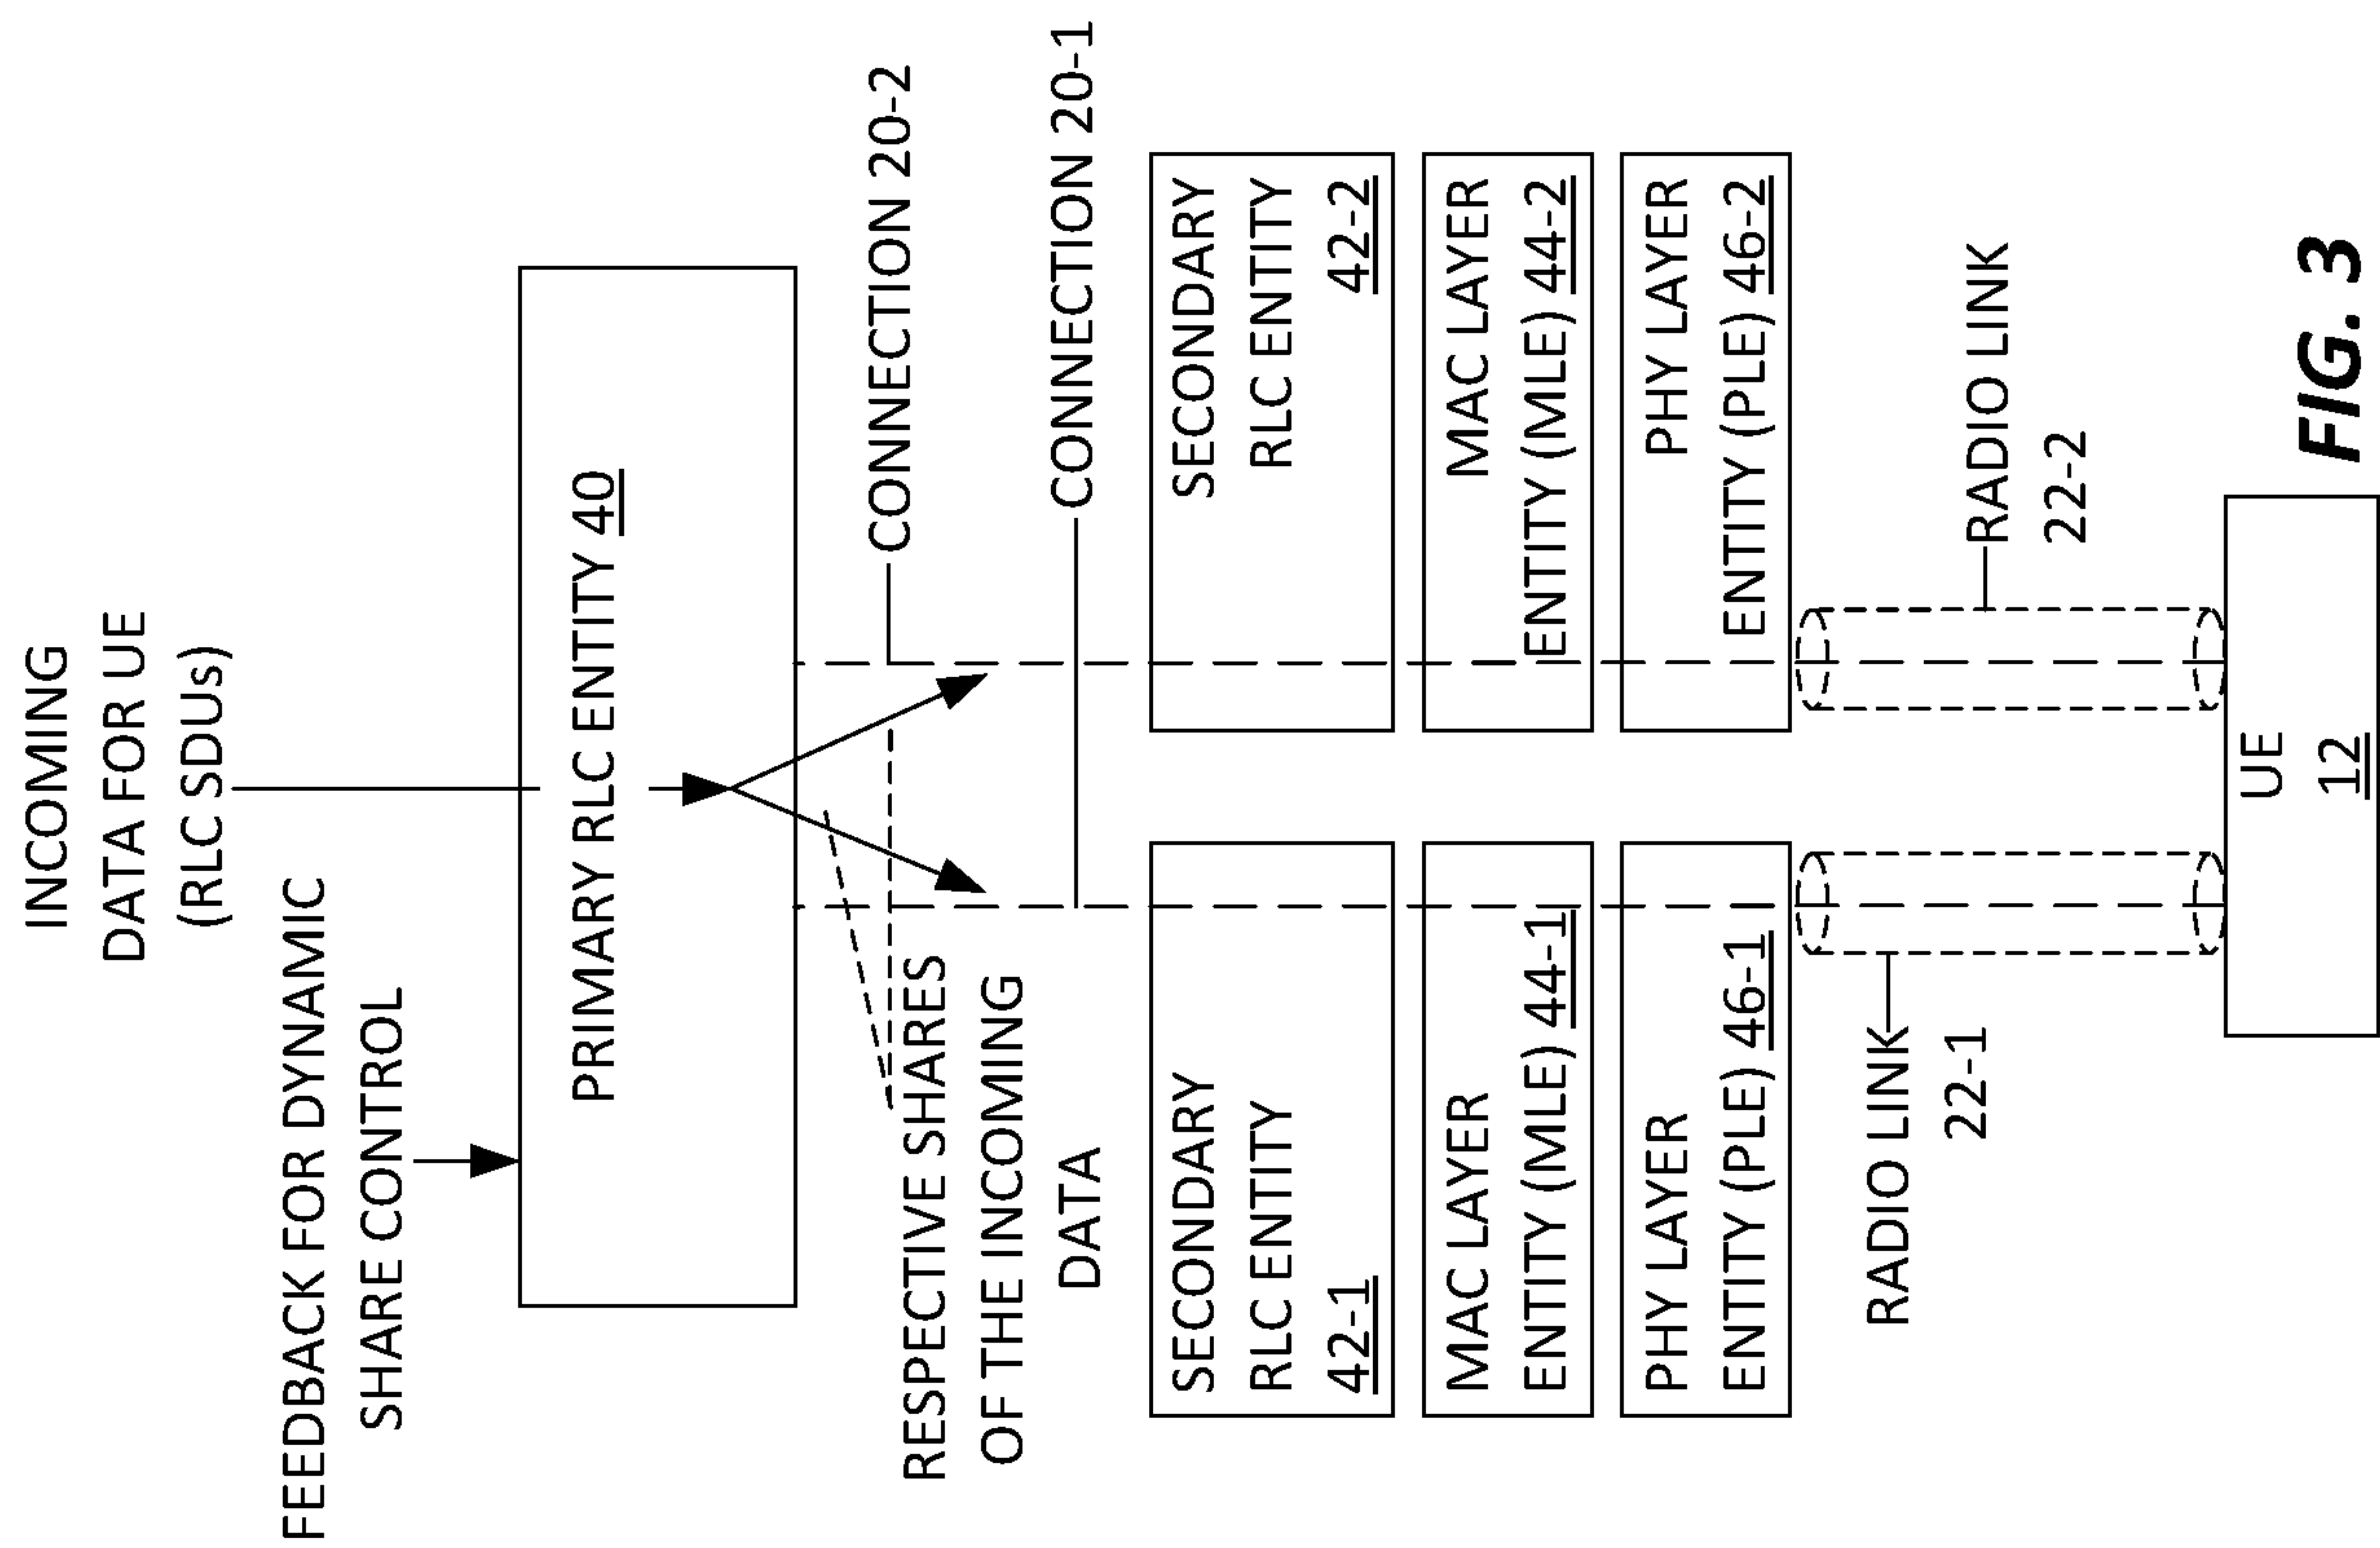 INCOMING
DATA FOR UE
(RLC SDUs)
FEEDBACK FOR DYNAMIC
SHARE CONTROL
PRIMARY RLC ENTITY 40
CONNECTION 20-2
RESPECTIVE SHARES
OF THE INCOMING
DATA
CONNECTION 20-1
SECONDARY
RLC ENTITY
42-1
SECONDARY
RLC ENTITY
42-2
MAC LAYER
ENTITY (MLE) 44-1
MAC LAYER
ENTITY (MLE) 44-2
PHY LAYER
ENTITY (PLE) 46-1
PHY LAYER
ENTITY (PLE) 46-2
RADIO LINK
22-1
RADIO LINK
22-2
UE
12
FIG. 3